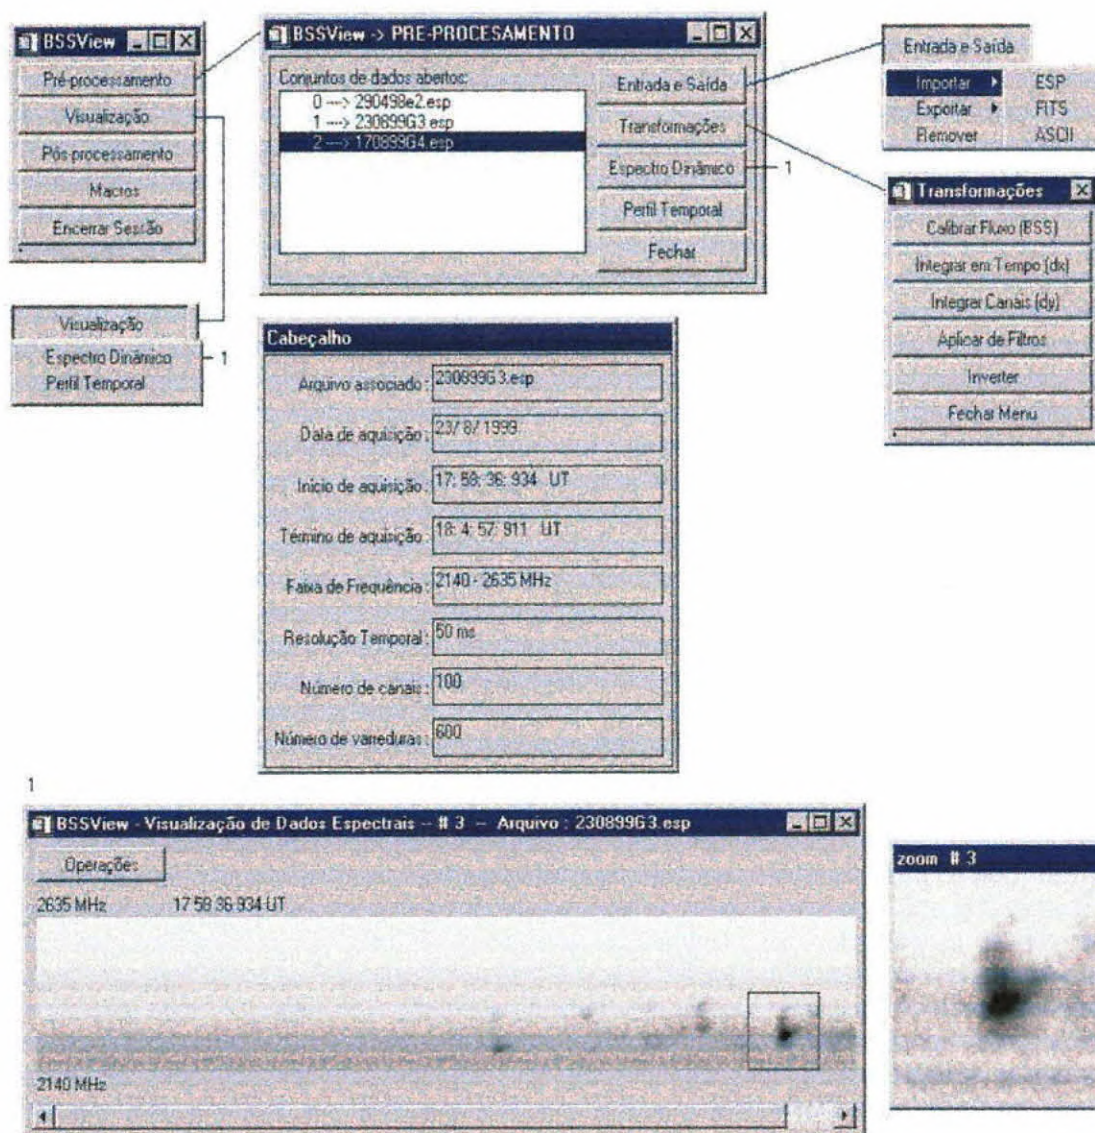 BSSView
Pré-processamento
Visualização
Pós-processamento
Macros
Encerrar Sessão
Visualização
Espectro Dinâmico
1
Perfil Temporal
BSSView -> PRE-PROCESAMENTO
Conjuntos de dados abertos:
0 ---> 290498e2.esp
1 ---> 230899G3.esp
2 ---> 170899G4.esp
Entrada e Saída
Transformações
Espectro Dinâmico
1
Perfil Temporal
Fechar
Entrada e Saída
Importar
Exportar
Remover
ESP
FITS
ASCII
Transformações
Calibrar Fluxo (BSS)
Integrar em Tempo (dx)
Integrar Canais (dy)
Aplicar de Filtros
Inverter
Fechar Menu
Cabeçalho
Arquivo associado : 230899G3.esp
Data de aquisição : 23/ 8/ 1999
Início de aquisição : 17: 58: 36: 934 UT
Término de aquisição : 18: 4: 57: 911 UT
Faixa de Frequência : 2140 - 2635 MHz
Resolução Temporal : 50 ms
Número de canais : 100
Número de varreduras : 600
1
BSSView - Visualização de Dados Espectrais -- # 3 -- Arquivo : 230899G3.esp
Operações
2635 MHz 17 58 36 934 UT
2140 MHz
zoom # 3